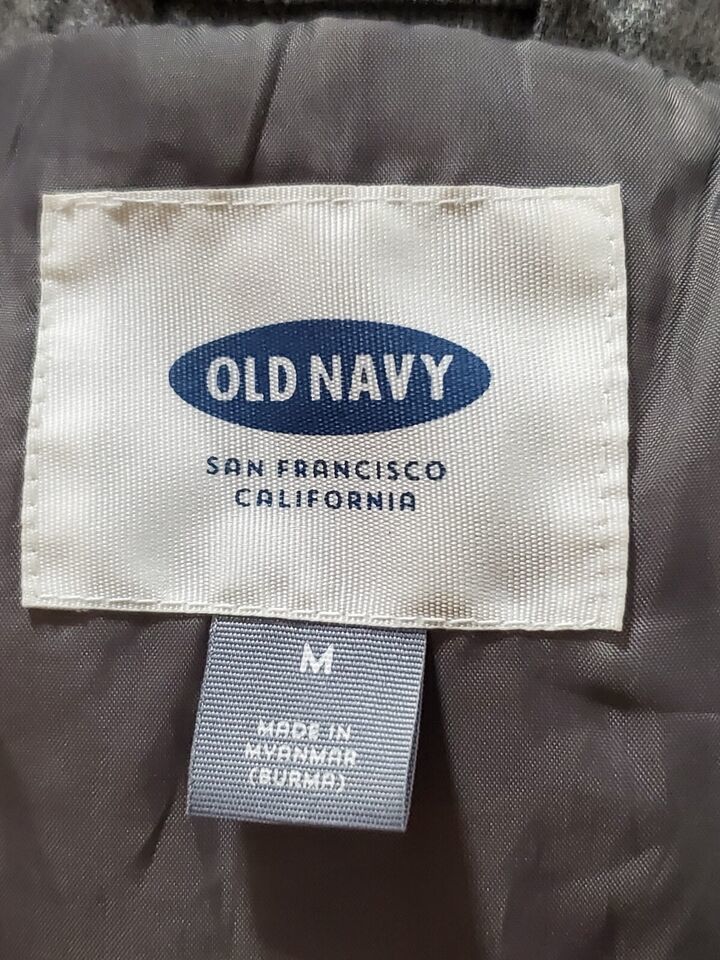 OLD NAVY
SAN FRANCISCO
CALIFORNIA
M
MADE IN
MYANMAR
(BURMA)